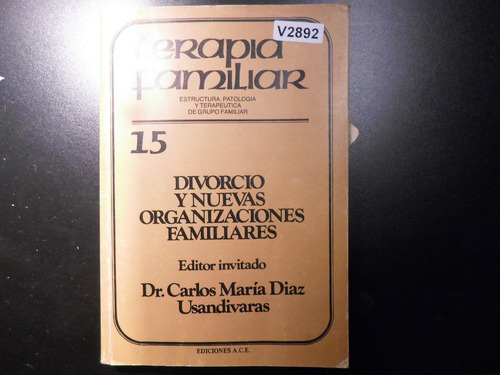 V2892
terapia
familiar
ESTRUCTURA, PATOLOGIA
Y TERAPEUTICA
DE GRUPO FAMILIAR
15
DIVORCIO
Y NUEVAS
ORGANIZACIONES
FAMILIARES
Editor invitado
Dr. Carlos María Diaz
Usandivaras
EDICIONES A.C.E.